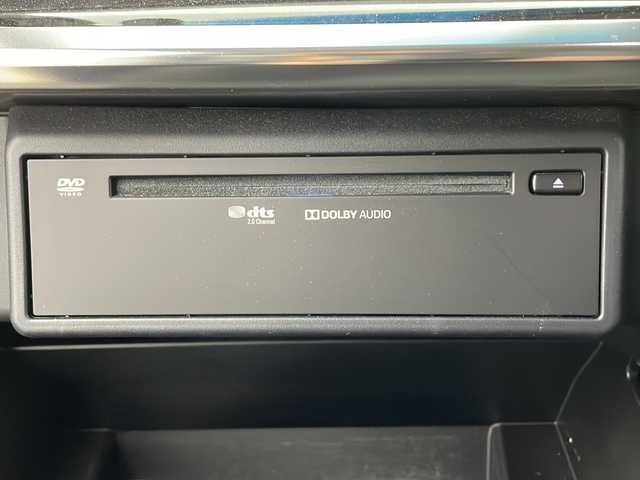 DVD
VIDEO
dts
2.0 Channel
DOLBY AUDIO